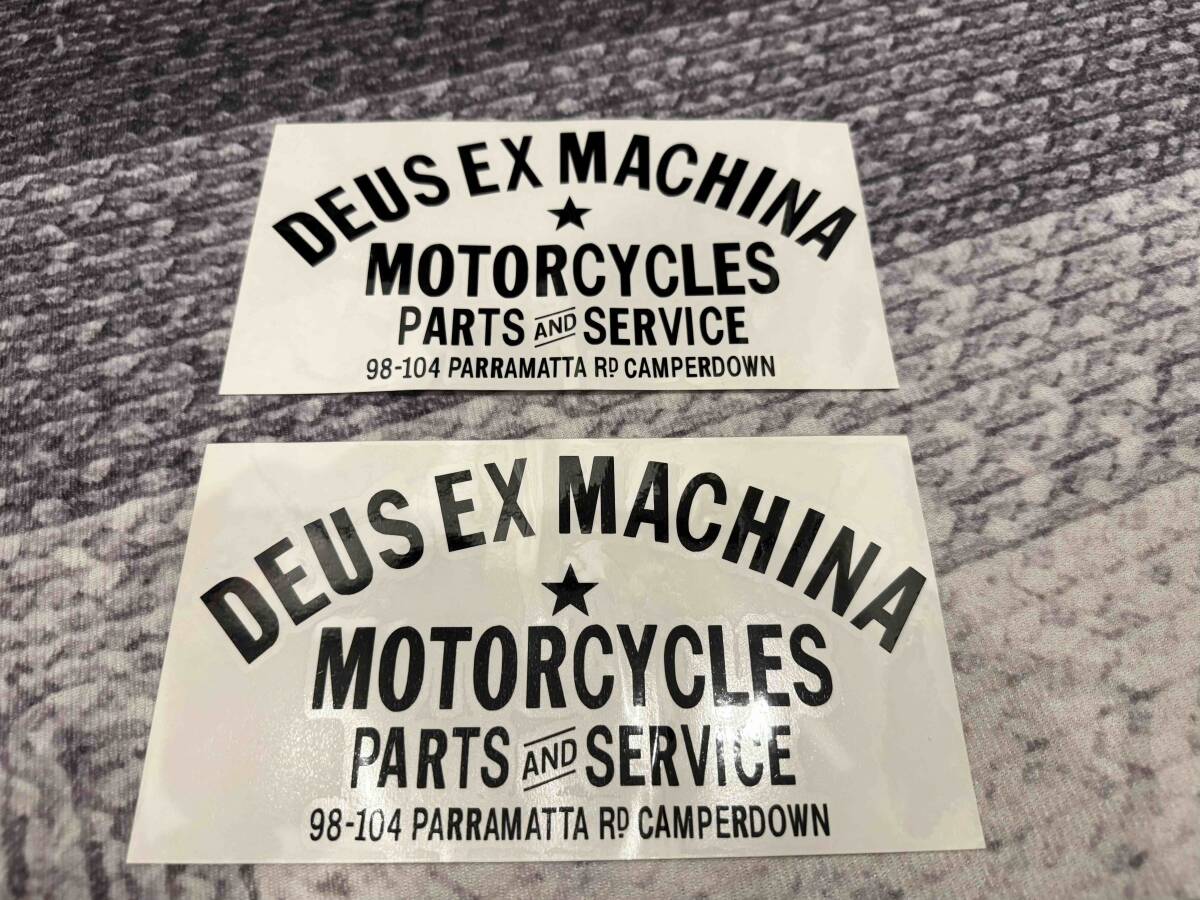 DEUS EX MACHINA
★
MOTORCYCLES
PARTS AND SERVICE
98-104 PARRAMATTA RD CAMPERDOWN
DEUS EX MACHINA
★
MOTORCYCLES
PARTS AND SERVICE
98-104 PARRAMATTA RD CAMPERDOWN